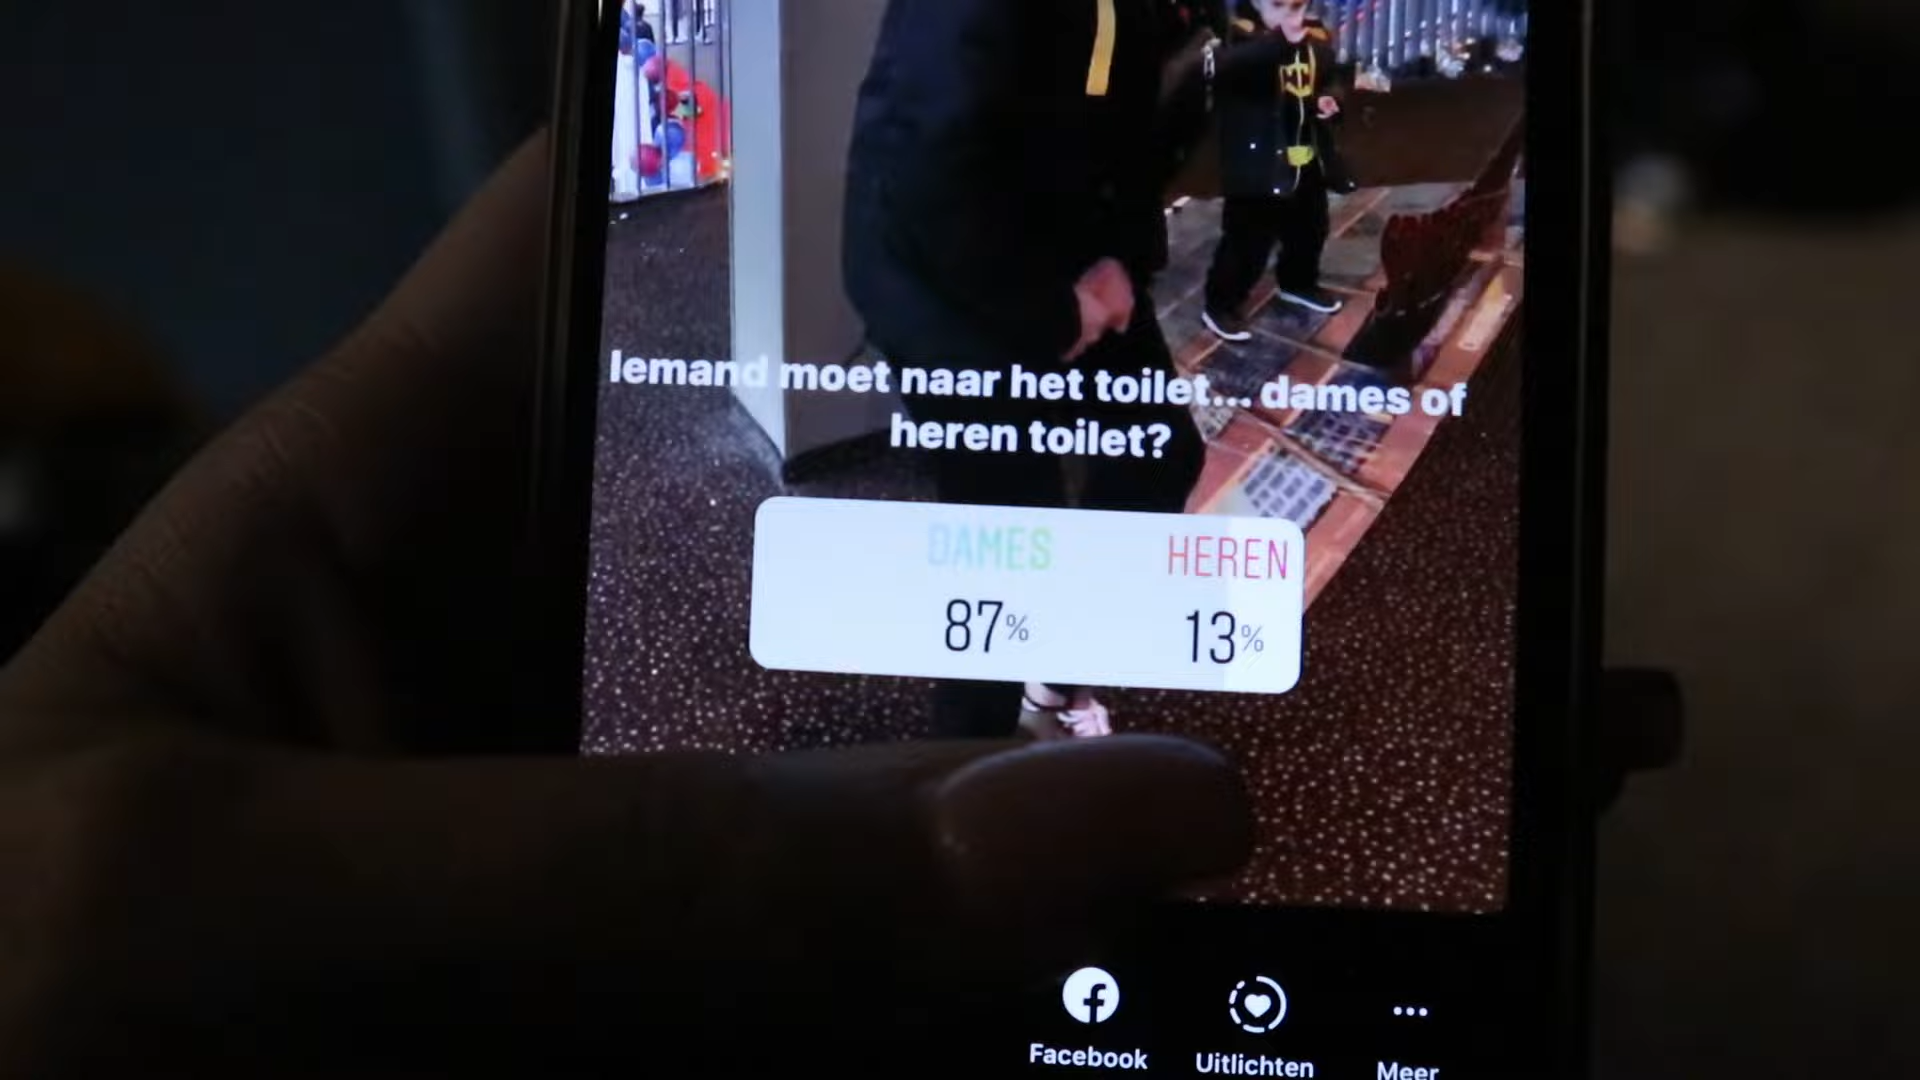 Iemand moet naar het toilet... dames of
heren toilet?
DAMES HEREN
87% 13%
Facebook Uitlichten Meer